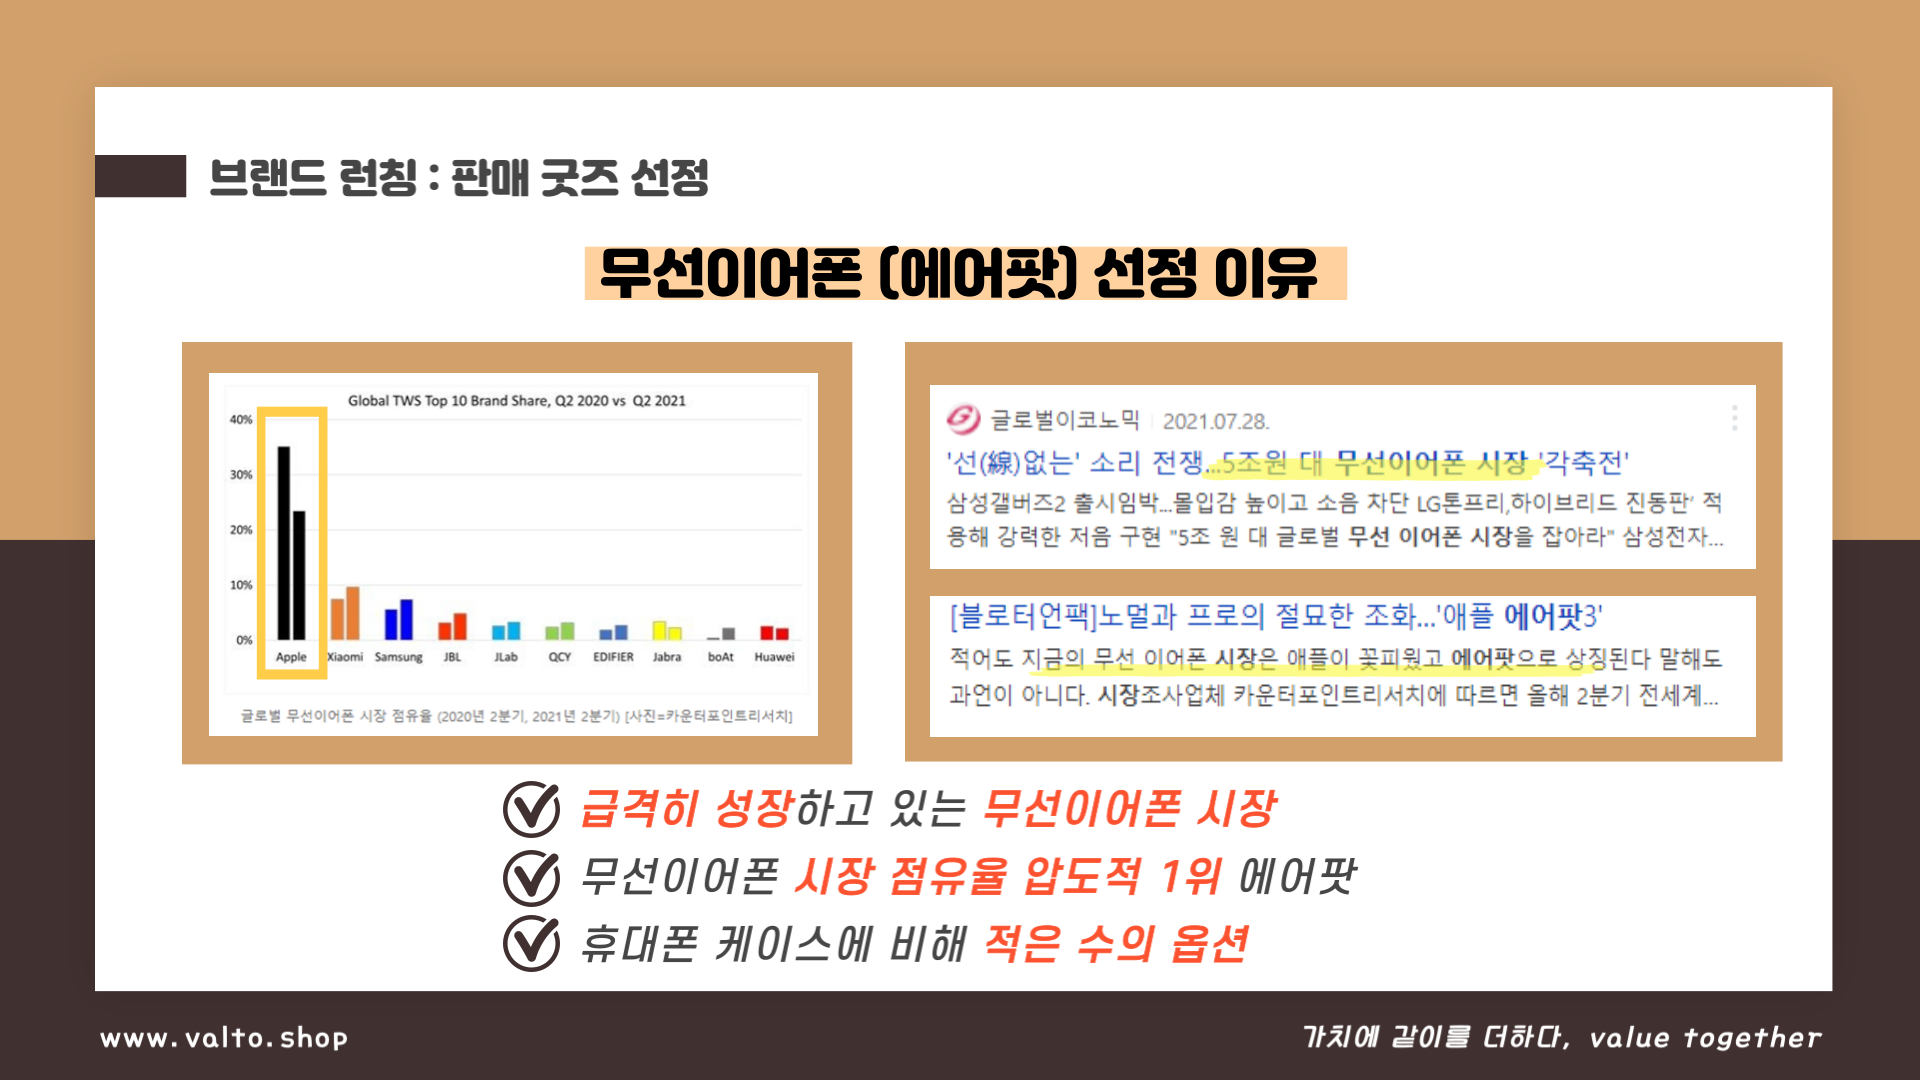 브랜드 런칭 : 판매 굿즈 선정
무선이어폰 (에어팟) 선정 이유
Global TWS Top 10 Brand Share, Q2 2020 vs Q2 2021
40%
30%
20%
10%
0%
Apple Xiaomi Samsung JBL JLab QCY EDIFIER Jabra boAt Huawei
글로벌 무선이어폰 시장 점유율 (2020년 2분기, 2021년 2분기) [사진=카운터포인트리서치]
글로벌이코노믹 2021.07.28.
'선(線)없는' 소리 전쟁...5조원 대 무선이어폰 시장 '각축전'
삼성갤버즈2 출시임박...몰입감 높이고 소음 차단 LG톤프리,하이브리드 진동판' 적
용해 강력한 저음 구현 "5조 원 대 글로벌 무선 이어폰 시장을 잡아라" 삼성전자...
[블로터언팩]노멀과 프로의 절묘한 조화...'애플 에어팟3'
적어도 지금의 무선 이어폰 시장은 애플이 꽃피웠고 에어팟으로 상징된다 말해도
과언이 아니다. 시장조사업체 카운터포인트리서치에 따르면 올해 2분기 전세계...
급격히 성장하고 있는 무선이어폰 시장
무선이어폰 시장 점유율 압도적 1위 에어팟
휴대폰 케이스에 비해 적은 수의 옵션
www.valto.shop
가치에 같이를 더하다, value together